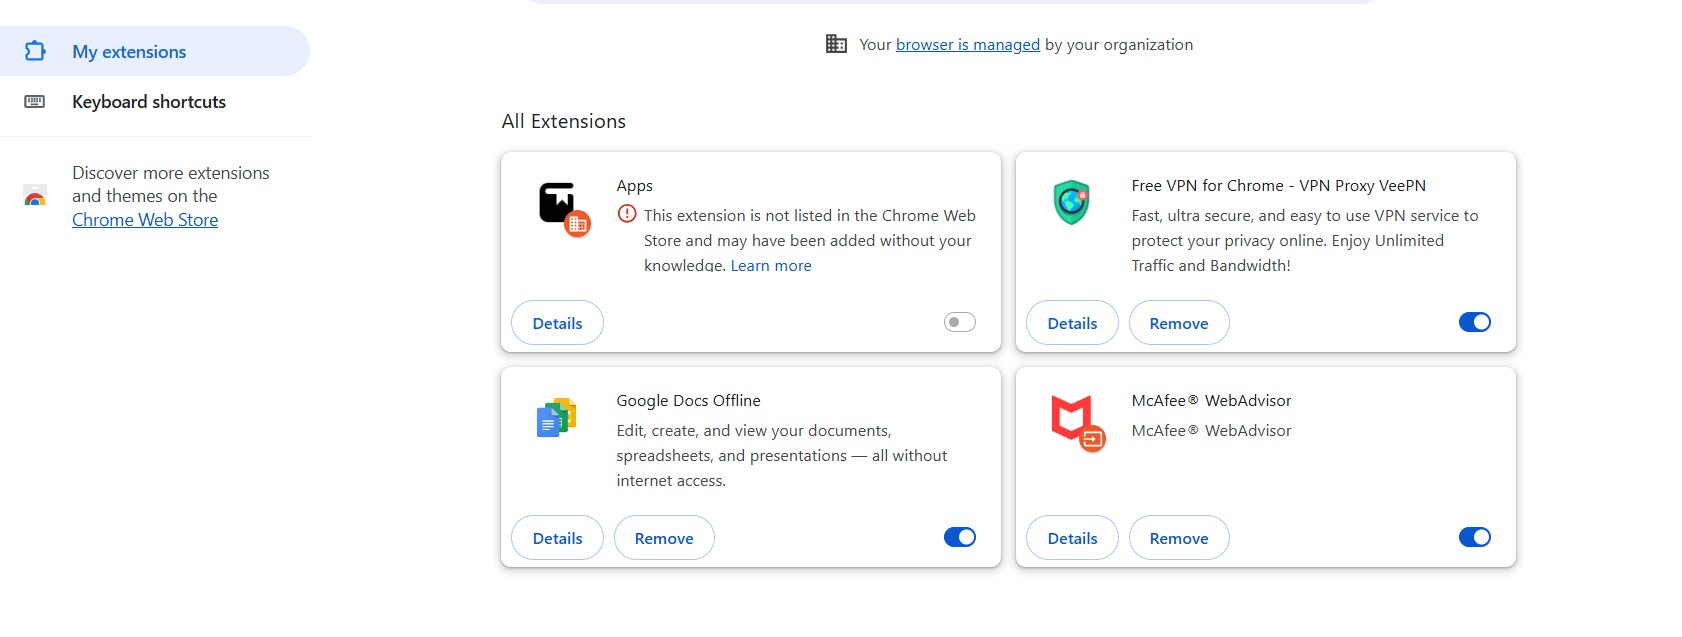 My extensions
Keyboard shortcuts
Discover more extensions
and themes on the
Chrome Web Store
Your browser is managed by your organization
All Extensions
Apps
This extension is not listed in the Chrome Web
Store and may have been added without your
knowledge. Learn more
Details
Free VPN for Chrome - VPN Proxy VeePN
Fast, ultra secure, and easy to use VPN service to
protect your privacy online. Enjoy Unlimited
Traffic and Bandwidth!
Details Remove
Google Docs Offline
Edit, create, and view your documents,
spreadsheets, and presentations — all without
internet access.
Details Remove
McAfee® WebAdvisor
McAfee® WebAdvisor
Details Remove